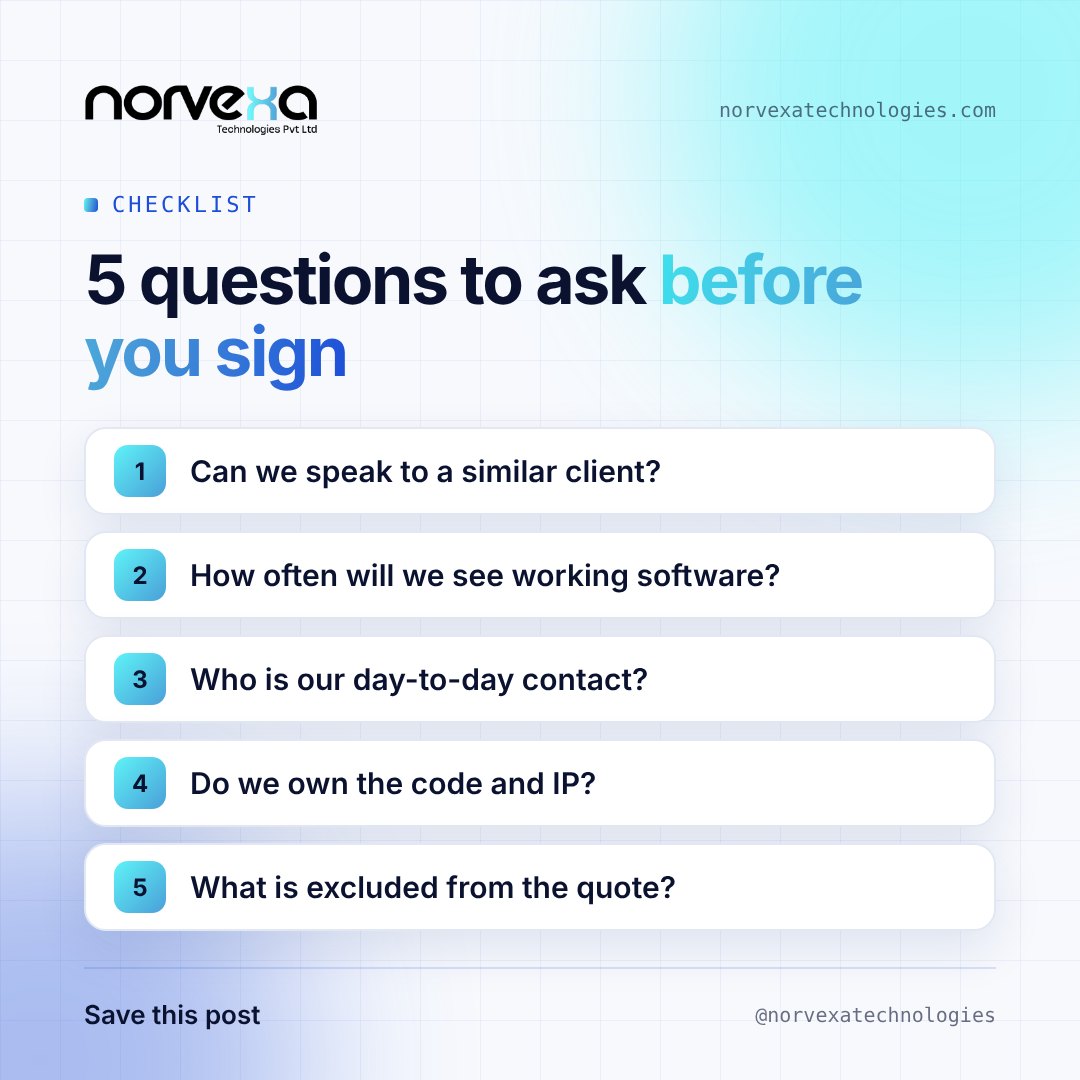 norvexa
Technologies Pvt Ltd
norvexatechnologies.com
CHECKLIST
5 questions to ask before
you sign
1 Can we speak to a similar client?
2 How often will we see working software?
3 Who is our day-to-day contact?
4 Do we own the code and IP?
5 What is excluded from the quote?
Save this post
@norvexatechnologies